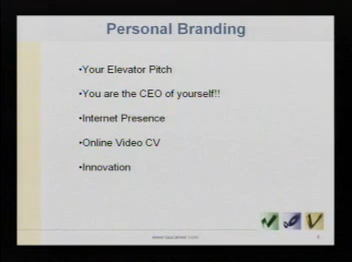 Personal Branding
•Your Elevator Pitch
•You are the CEO of yourself!!
•Internet Presence
•Online Video CV
•Innovation